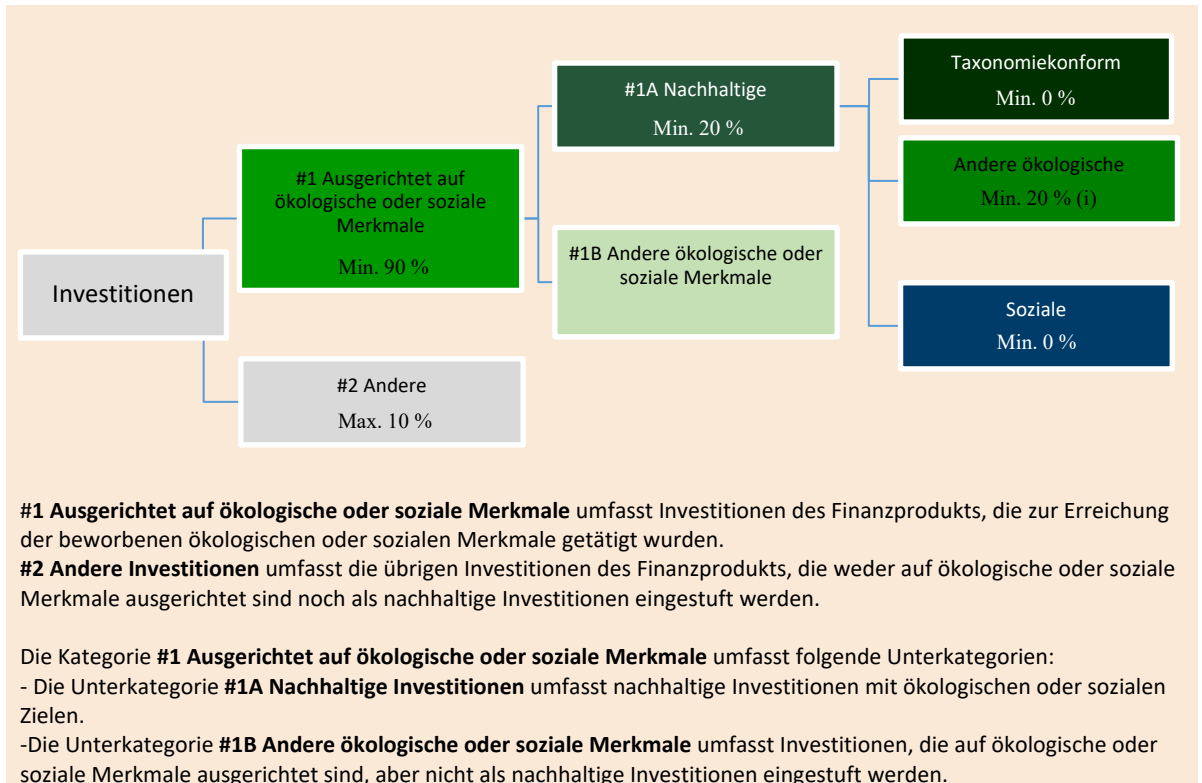 Investitionen
#1 Ausgerichtet auf
ökologische oder soziale
Merkmale
Min. 90 %
#2 Andere
Max. 10 %
#1A Nachhaltige
Min. 20 %
#1B Andere ökologische oder
soziale Merkmale
Taxonomiekonform
Min. 0 %
Andere ökologische
Min. 20 % (i)
Soziale
Min. 0 %
#1 Ausgerichtet auf ökologische oder soziale Merkmale umfasst Investitionen des Finanzprodukts, die zur Erreichung
der beworbenen ökologischen oder sozialen Merkmale getätigt wurden.
#2 Andere Investitionen umfasst die übrigen Investitionen des Finanzprodukts, die weder auf ökologische oder soziale
Merkmale ausgerichtet sind noch als nachhaltige Investitionen eingestuft werden.
Die Kategorie #1 Ausgerichtet auf ökologische oder soziale Merkmale umfasst folgende Unterkategorien:
- Die Unterkategorie #1A Nachhaltige Investitionen umfasst nachhaltige Investitionen mit ökologischen oder sozialen
Zielen.
-Die Unterkategorie #1B Andere ökologische oder soziale Merkmale umfasst Investitionen, die auf ökologische oder
soziale Merkmale ausgerichtet sind, aber nicht als nachhaltige Investitionen eingestuft werden.